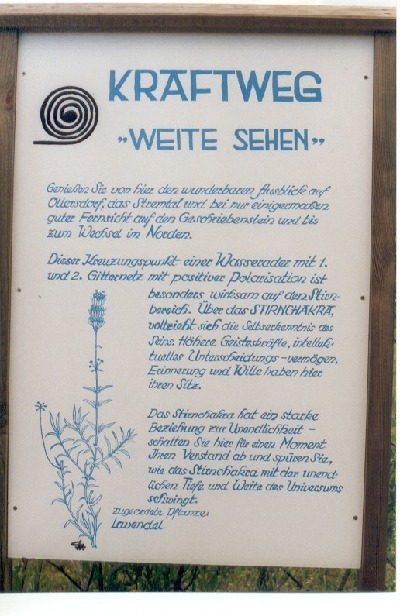 KRAFTWEG
„WEITE SEHEN"
Genießen Sie von hier den wunderbaren Ausblick auf
Ollersdorf, das Stremtal und bei nur einigermaßen
guter Fernsicht auf den Geschriebenstein und bis
zum Wechsel im Norden.
Dieser Kreuzungspunkt einer Wasserader mit 1.
und 2. Gitternetz mit positiver Polarisation ist
besonders wirksam auf den Stirn-
bereich. Über das STIRNCHAKRA,
vollzieht sich die Selbserkenntnis des
Seins. Höhere Geisteskräfte, intellek-
tuelles Unterscheidungs-vermögen,
Erinnerung und Wille haben hier
ihren Sitz.
Das Stirnchakra hat ein starke
Beziehung zur Unendlichkeit –
schalten Sie hier für einen Moment
Ihren Verstand ab und spüren Sie,
wie das Stirnchakra mit der unend-
lichen Tiefe und Weite des Universums
schwingt.
zugeordnete Pflanze:
Lavendel